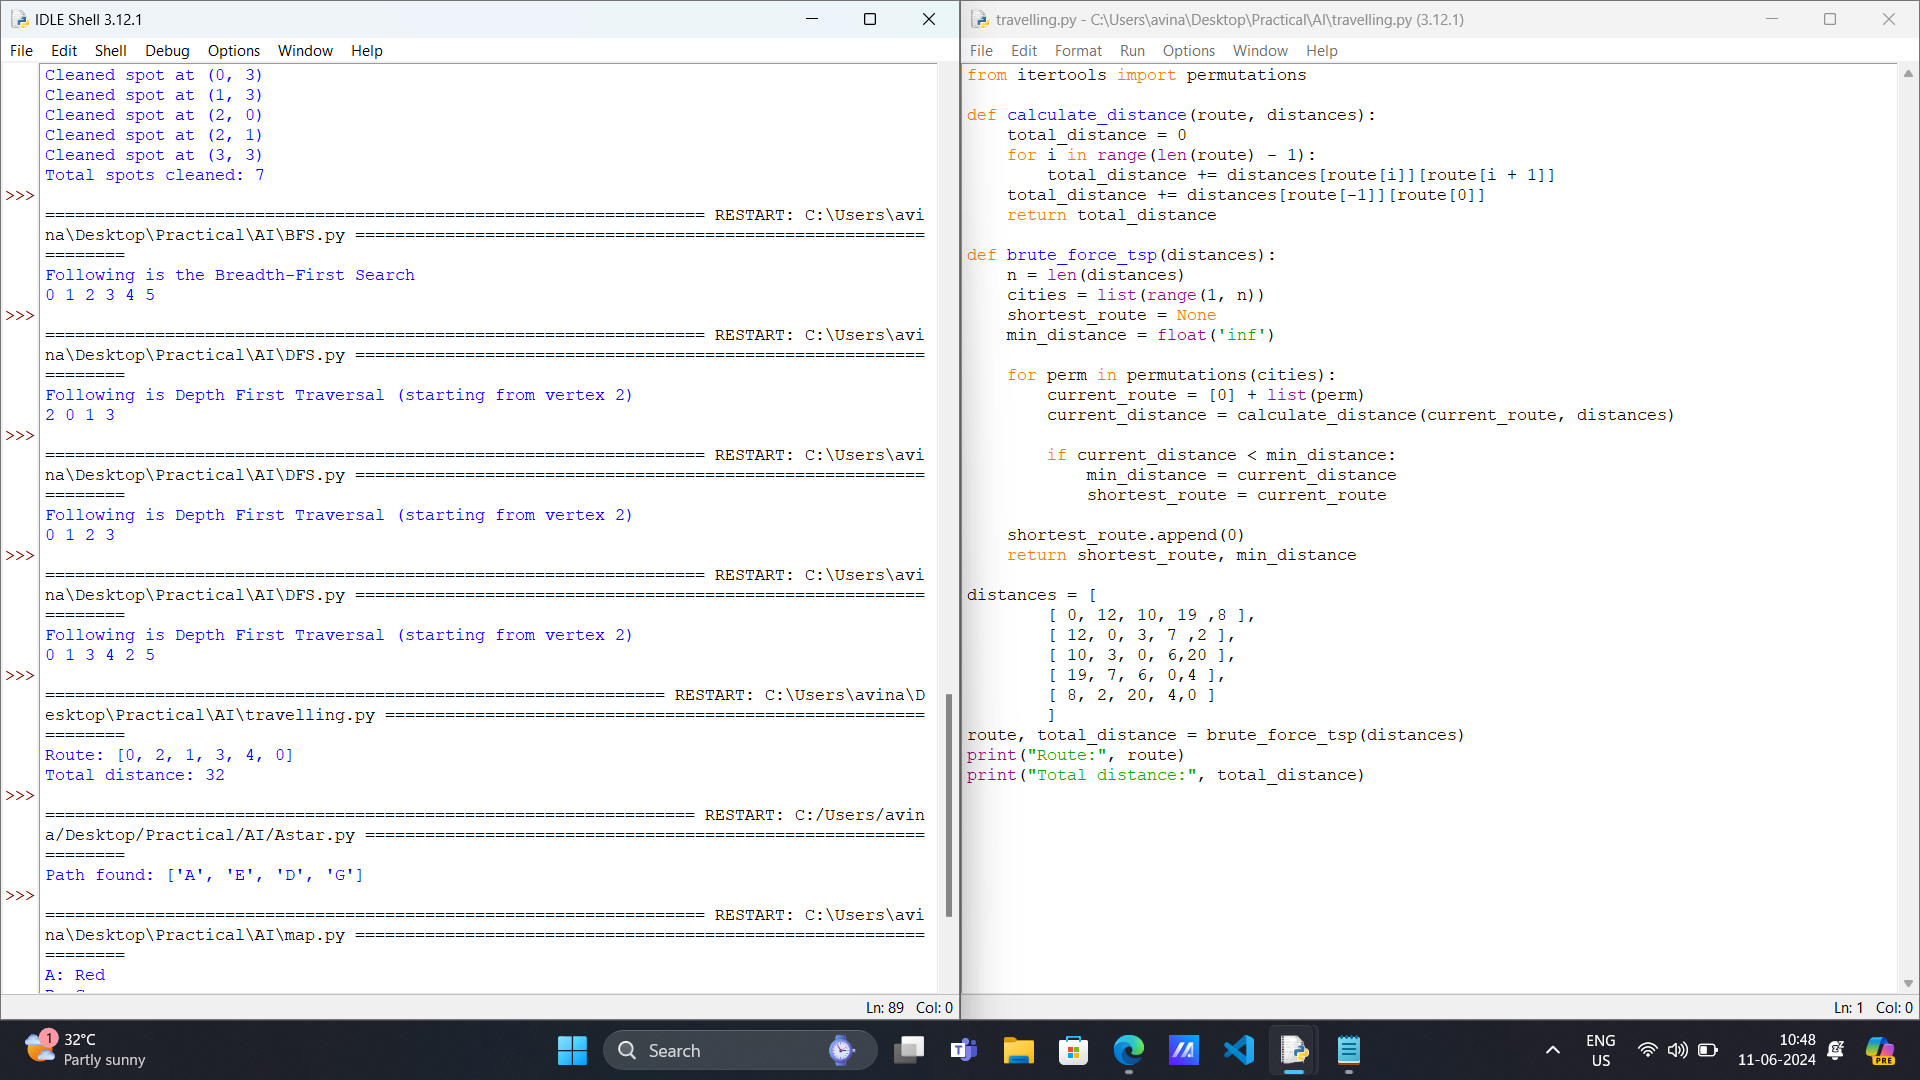 IDLE Shell 3.12.1
File Edit Shell Debug Options Window Help
Cleaned spot at (0, 3)
Cleaned spot at (1, 3)
Cleaned spot at (2, 0)
Cleaned spot at (2, 1)
Cleaned spot at (3, 3)
Total spots cleaned: 7
>>>
================================================================== RESTART: C:\Users\avi
na\Desktop\Practical\AI\BFS.py =========================================================
========
Following is the Breadth-First Search
0 1 2 3 4 5
>>>
================================================================== RESTART: C:\Users\avi
na\Desktop\Practical\AI\DFS.py =========================================================
========
Following is Depth First Traversal (starting from vertex 2)
2 0 1 3
>>>
================================================================== RESTART: C:\Users\avi
na\Desktop\Practical\AI\DFS.py =========================================================
========
Following is Depth First Traversal (starting from vertex 2)
0 1 2 3
>>>
================================================================== RESTART: C:\Users\avi
na\Desktop\Practical\AI\DFS.py =========================================================
========
Following is Depth First Traversal (starting from vertex 2)
0 1 3 4 2 5
>>>
============================================================== RESTART: C:\Users\avina\D
esktop\Practical\AI\travelling.py ======================================================
========
Route: [0, 2, 1, 3, 4, 0]
Total distance: 32
>>>
================================================================= RESTART: C:/Users/avin
a/Desktop/Practical/AI/Astar.py ========================================================
========
Path found: ['A', 'E', 'D', 'G']
>>>
================================================================== RESTART: C:\Users\avi
na\Desktop\Practical\AI\map.py =========================================================
========
A: Red
Ln: 89 Col: 0
travelling.py - C:\Users\avina\Desktop\Practical\AI\travelling.py (3.12.1)
File Edit Format Run Options Window Help
from itertools import permutations
def calculate_distance(route, distances):
    total_distance = 0
    for i in range(len(route) - 1):
        total_distance += distances[route[i]][route[i + 1]]
    total_distance += distances[route[-1]][route[0]]
    return total_distance
def brute_force_tsp(distances):
    n = len(distances)
    cities = list(range(1, n))
    shortest_route = None
    min_distance = float('inf')
    for perm in permutations(cities):
        current_route = [0] + list(perm)
        current_distance = calculate_distance(current_route, distances)
        if current_distance < min_distance:
            min_distance = current_distance
            shortest_route = current_route
    shortest_route.append(0)
    return shortest_route, min_distance
distances = [
        [ 0, 12, 10, 19 ,8 ],
        [ 12, 0, 3, 7 ,2 ],
        [ 10, 3, 0, 6,20 ],
        [ 19, 7, 6, 0,4 ],
        [ 8, 2, 20, 4,0 ]
        ]
route, total_distance = brute_force_tsp(distances)
print("Route:", route)
print("Total distance:", total_distance)
Ln: 1 Col: 0
1
32°C
Partly sunny
Search
ENG
US
10:48
11-06-2024
PRE